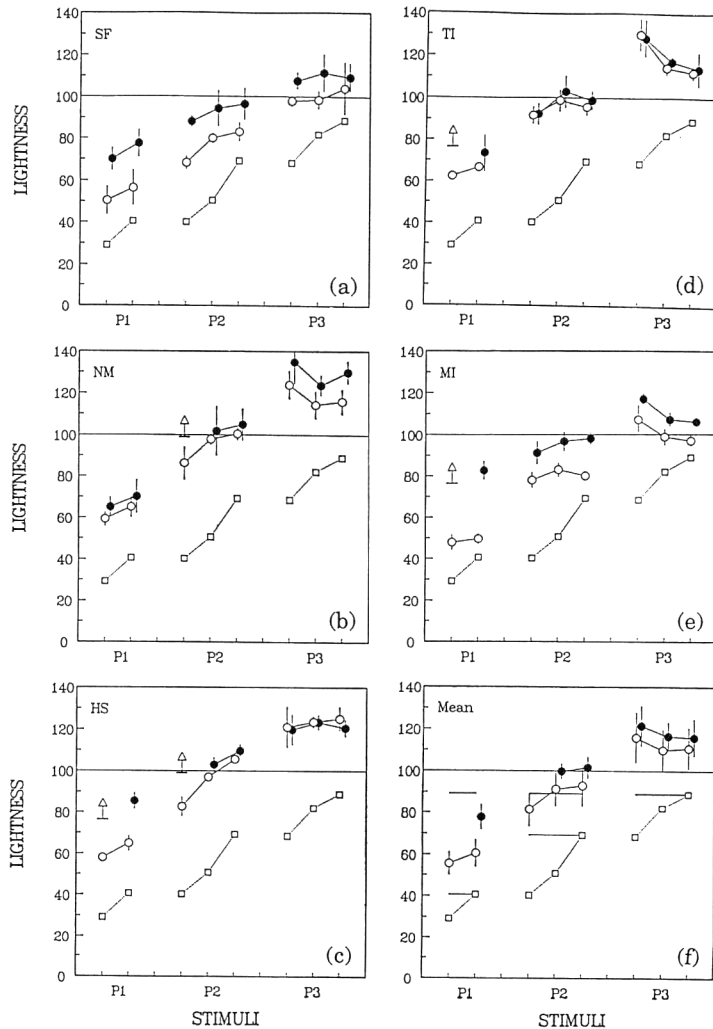 SF
TI
140
120
100
80
60
40
20
0
LIGHTNESS
P1
P2
P3
(a)
140
120
100
80
60
40
20
0
P1
P2
P3
(d)
NM
MI
140
120
100
80
60
40
20
0
LIGHTNESS
P1
P2
P3
(b)
140
120
100
80
60
40
20
0
P1
P2
P3
(e)
HS
Mean
140
120
100
80
60
40
20
0
LIGHTNESS
P1
P2
P3
(c)
STIMULI
140
120
100
80
60
40
20
0
P1
P2
P3
(f)
STIMULI